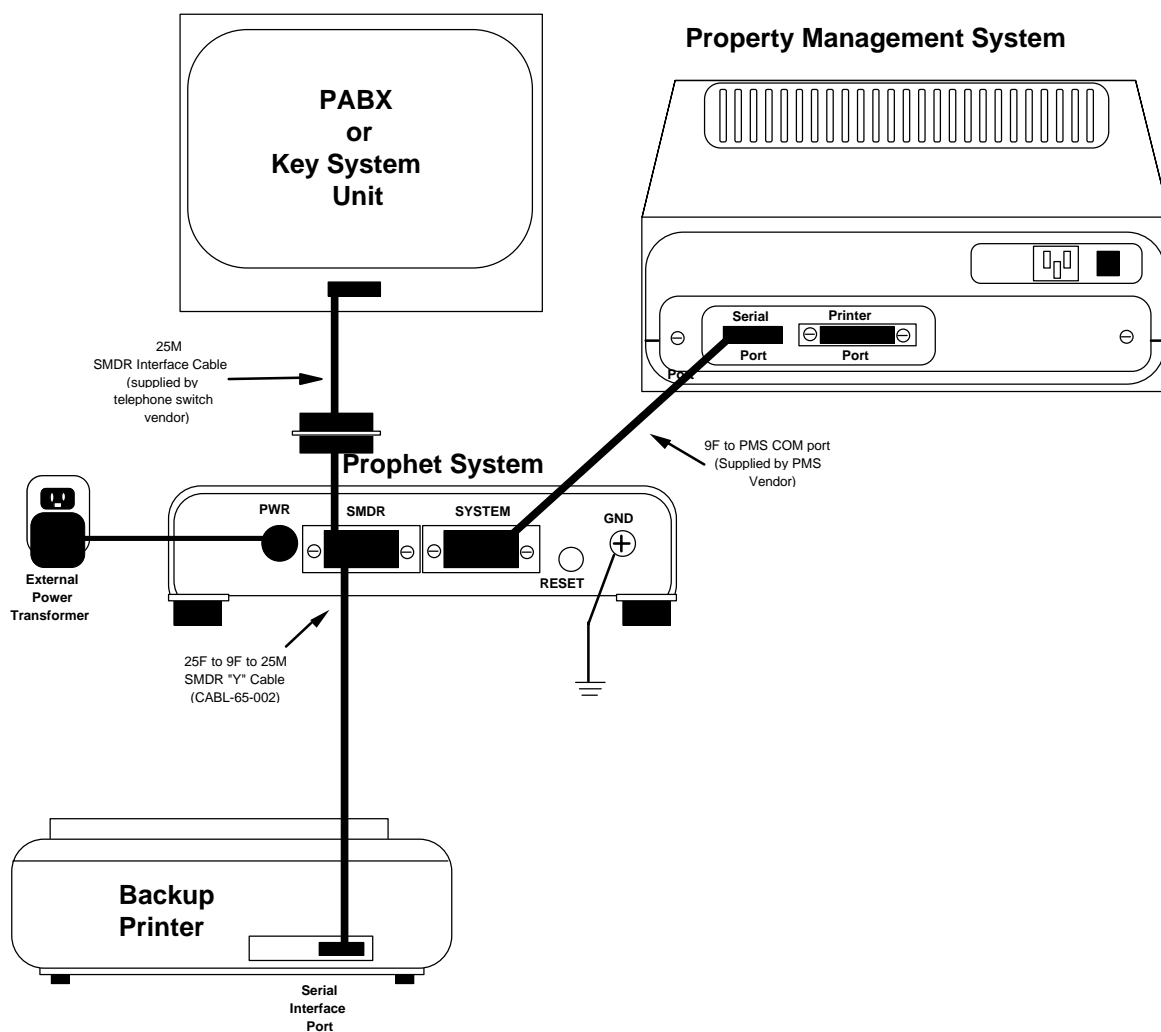 Property Management System
PABX
or
Key System
Unit
Serial
Port
Printer
Port
Port
25M
SMDR Interface Cable
(supplied by
telephone switch
vendor)
9F to PMS COM port
(Supplied by PMS
Vendor)
Prophet System
PWR
SMDR
SYSTEM
GND
RESET
External
Power
Transformer
25F to 9F to 25M
SMDR "Y" Cable
(CABL-65-002)
Backup
Printer
Serial
Interface
Port